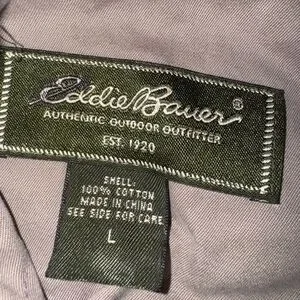 Eddie Bauer®
AUTHENTIC OUTDOOR OUTFITTER
EST. 1920
SHELL:
100% COTTON
MADE IN CHINA
SEE SIDE FOR CARE
L